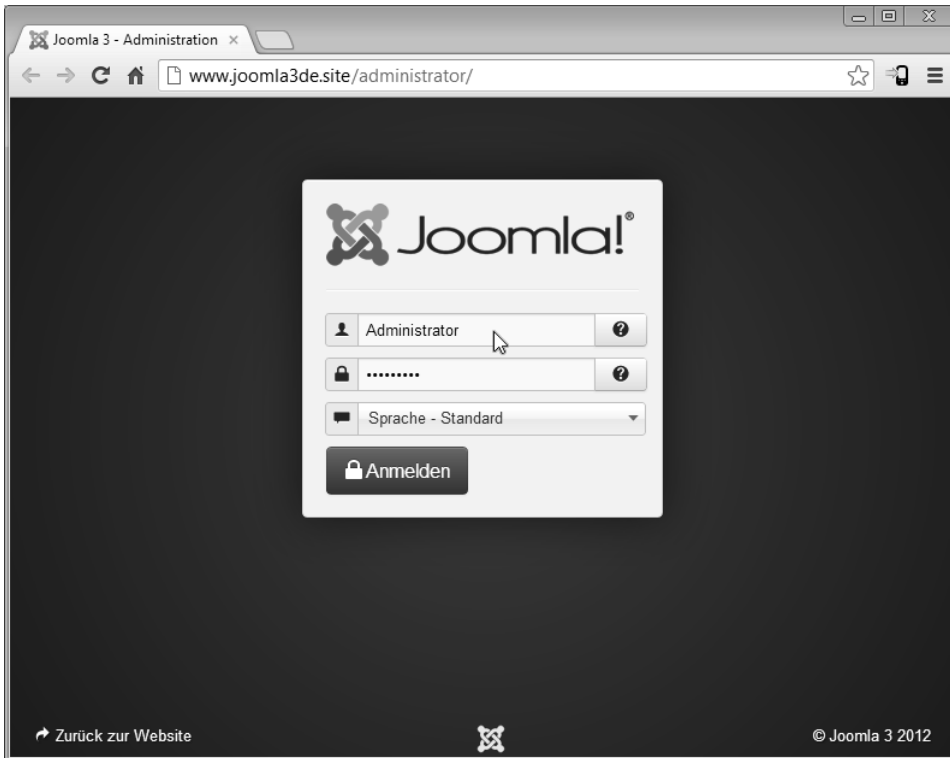 Joomla 3 - Administration
www.joomla3de.site/administrator/
Joomla!®
Administrator
•••••••••
Sprache - Standard
Anmelden
Zurück zur Website
© Joomla 3 2012